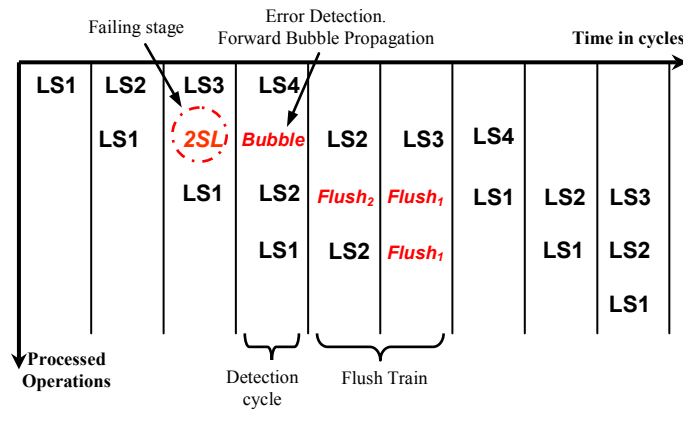 Error Detection.
Failing stage
Forward Bubble Propagation
Time in cycles
LS1 LS2 LS3 LS4
LS1 2SL Bubble LS2 LS3 LS4
LS1 LS2 Flush₂ Flush₁ LS1 LS2 LS3
LS1 LS2 Flush₁ LS1 LS2
LS1
Processed
Operations
Detection
cycle
Flush Train